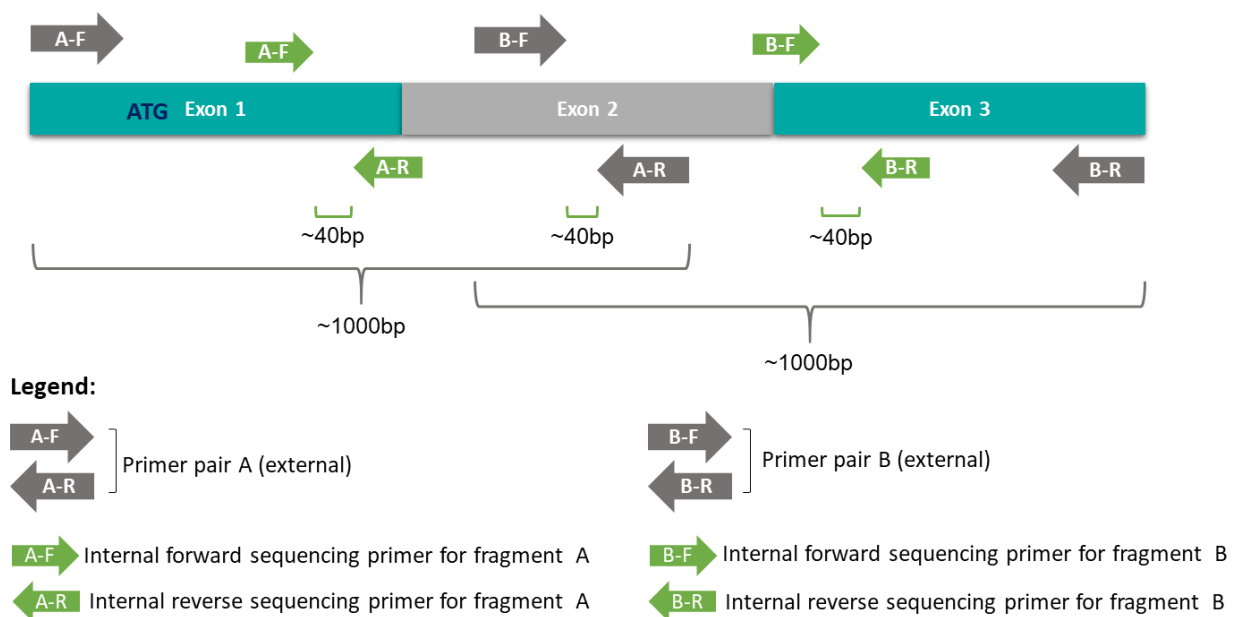 A-F
A-F
B-F
B-F
ATG Exon 1
Exon 2
Exon 3
A-R
A-R
B-R
B-R
~40bp
~40bp
~40bp
~1000bp
~1000bp
Legend:
A-F
A-R
Primer pair A (external)
B-F
B-R
Primer pair B (external)
A-F Internal forward sequencing primer for fragment A
B-F Internal forward sequencing primer for fragment B
A-R Internal reverse sequencing primer for fragment A
B-R Internal reverse sequencing primer for fragment B